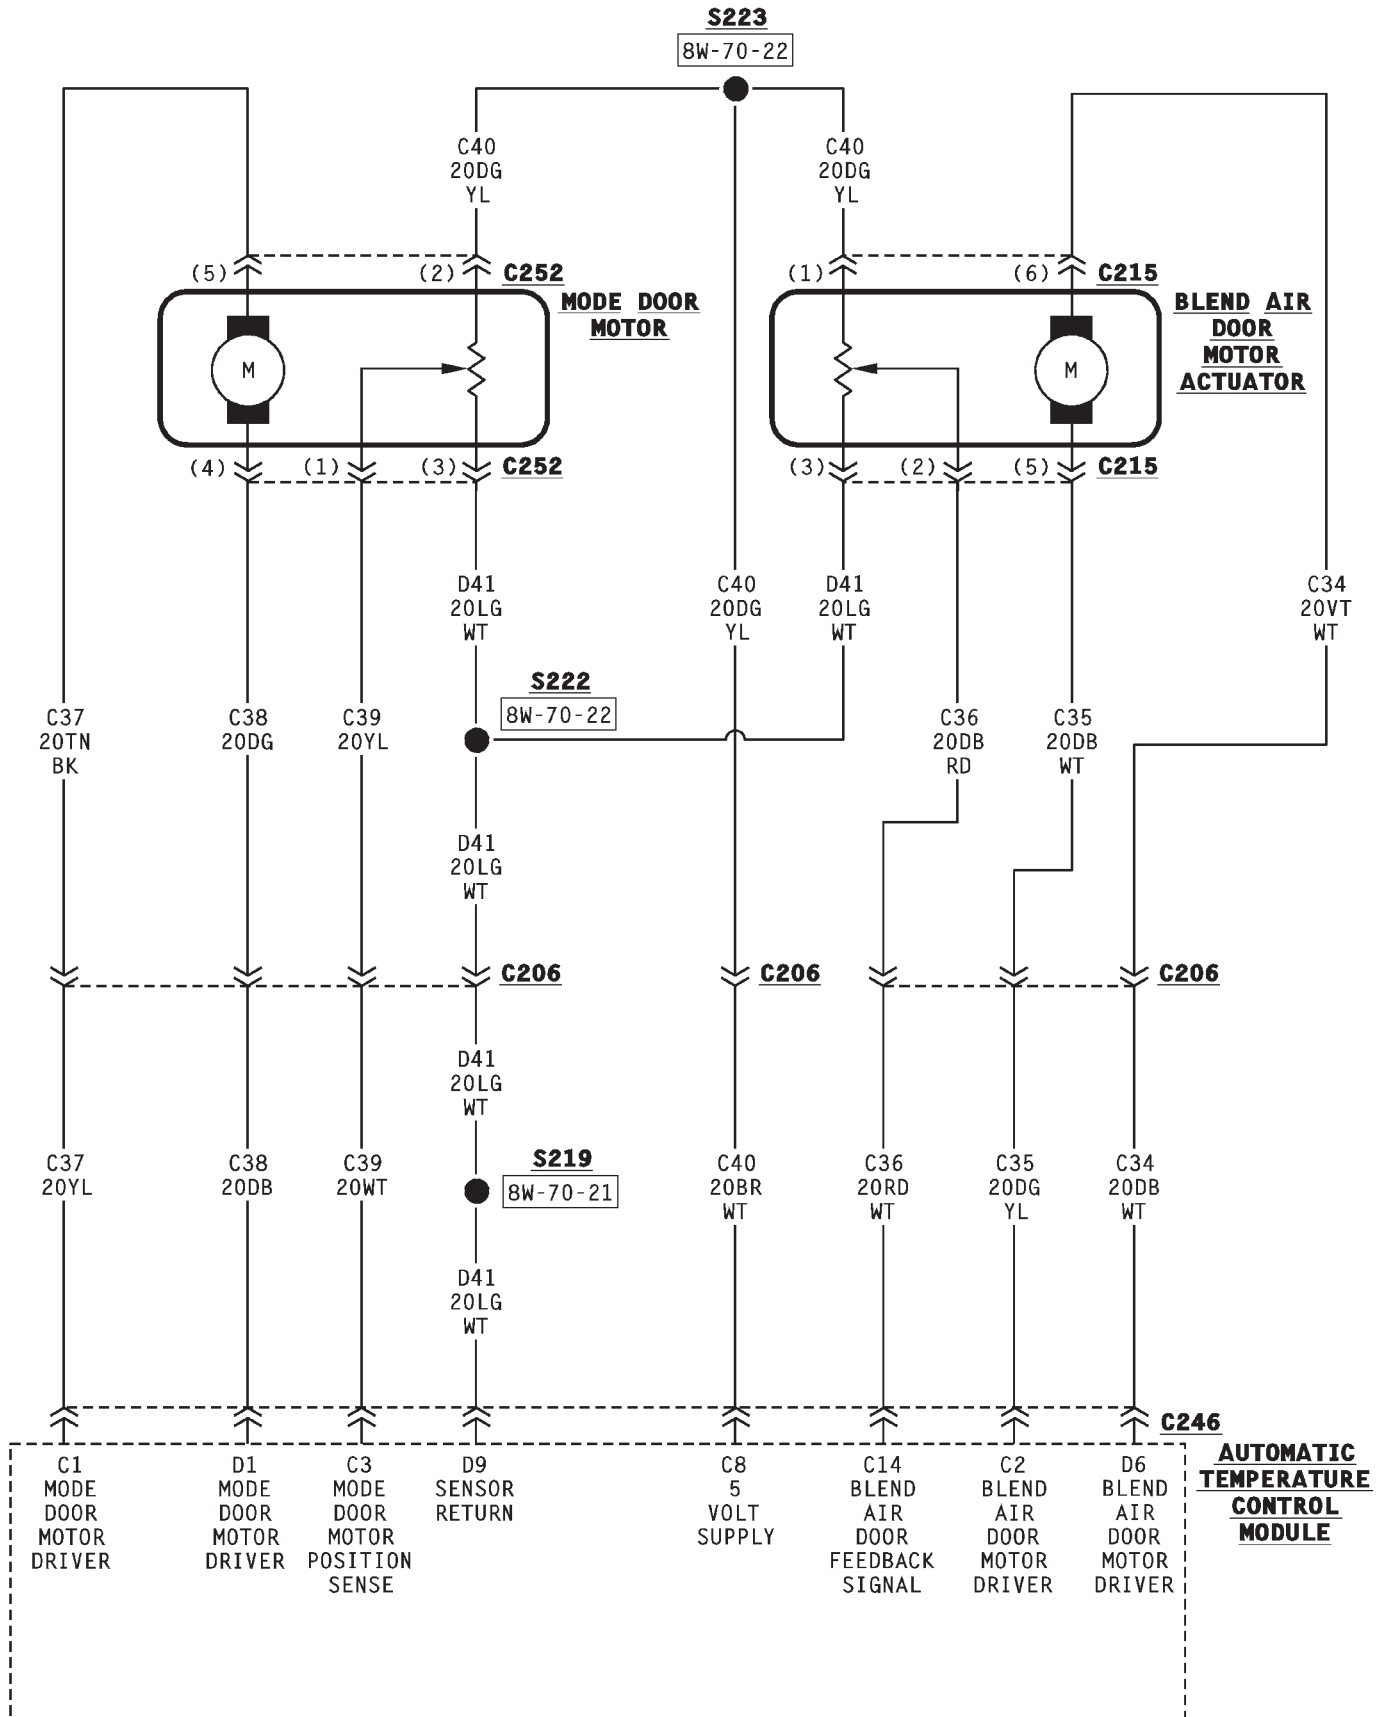 S223
8W-70-22
C40
20DG
YL
C40
20DG
YL
(5)
(2)
C252
MODE DOOR
MOTOR
(1)
(6)
C215
BLEND AIR
DOOR
MOTOR
ACTUATOR
M
M
(4)
(1)
(3)
C252
(3)
(2)
(5)
C215
D41
20LG
WT
C40
20DG
YL
D41
20LG
WT
C34
20VT
WT
S222
8W-70-22
C37
20TN
BK
C38
20DG
C39
20YL
C36
20DB
RD
C35
20DB
WT
D41
20LG
WT
C206
C206
C206
D41
20LG
WT
C37
20YL
C38
20DB
C39
20WT
S219
8W-70-21
C40
20BR
WT
C36
20RD
WT
C35
20DG
YL
C34
20DB
WT
D41
20LG
WT
C246
AUTOMATIC
TEMPERATURE
CONTROL
MODULE
C1
MODE
DOOR
MOTOR
DRIVER
D1
MODE
DOOR
MOTOR
DRIVER
C3
MODE
DOOR
MOTOR
POSITION
SENSE
D9
SENSOR
RETURN
C8
5
VOLT
SUPPLY
C14
BLEND
AIR
DOOR
FEEDBACK
SIGNAL
C2
BLEND
AIR
DOOR
MOTOR
DRIVER
D6
BLEND
AIR
DOOR
MOTOR
DRIVER